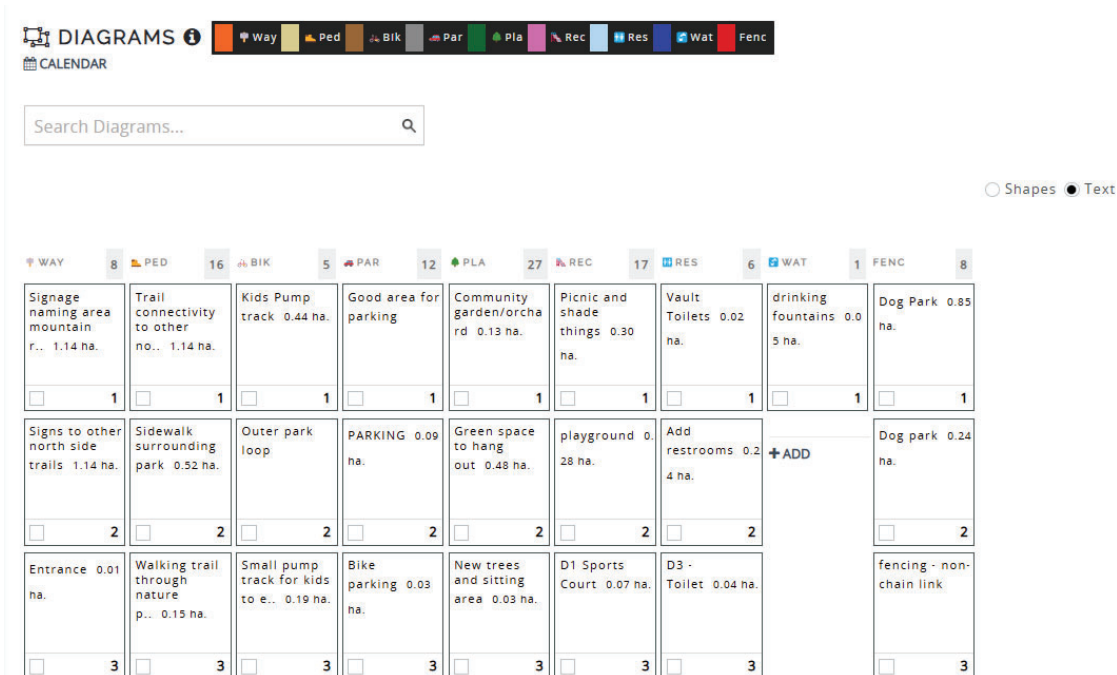 DIAGRAMS
Way Ped BIk Par Pla Rec Res Wat Fenc
CALENDAR
Search Diagrams...
Shapes Text
WAY 8 PED 16 BIK 5 PAR 12 PLA 27 REC 17 RES 6 WAT 1 FENC 8
Signage
naming area
mountain
r.. 1.14 ha.
1
Trail
connectivity
to other
no.. 1.14 ha.
1
Kids Pump
track 0.44 ha.
1
Good area for
parking
1
Community
garden/orcha
rd 0.13 ha.
1
Picnic and
shade
things 0.30
ha.
1
Vault
Toilets 0.02
ha.
1
drinking
fountains 0.0
5 ha.
1
Dog Park 0.85
ha.
1
Signs to other
north side
trails 1.14 ha.
2
Sidewalk
surrounding
park 0.52 ha.
2
Outer park
loop
2
PARKING 0.09
ha.
2
Green space
to hang
out 0.48 ha.
2
playground 0.
28 ha.
2
Add
restrooms 0.2
4 ha.
2
ADD
Dog park 0.24
ha.
2
Entrance 0.01
ha.
3
Walking trail
through
nature
p.. 0.15 ha.
3
Small pump
track for kids
to e.. 0.19 ha.
3
Bike
parking 0.03
ha.
3
New trees
and sitting
area 0.03 ha.
3
D1 Sports
Court 0.07 ha.
3
D3 -
Toilet 0.04 ha.
3
fencing - non-
chain link
3